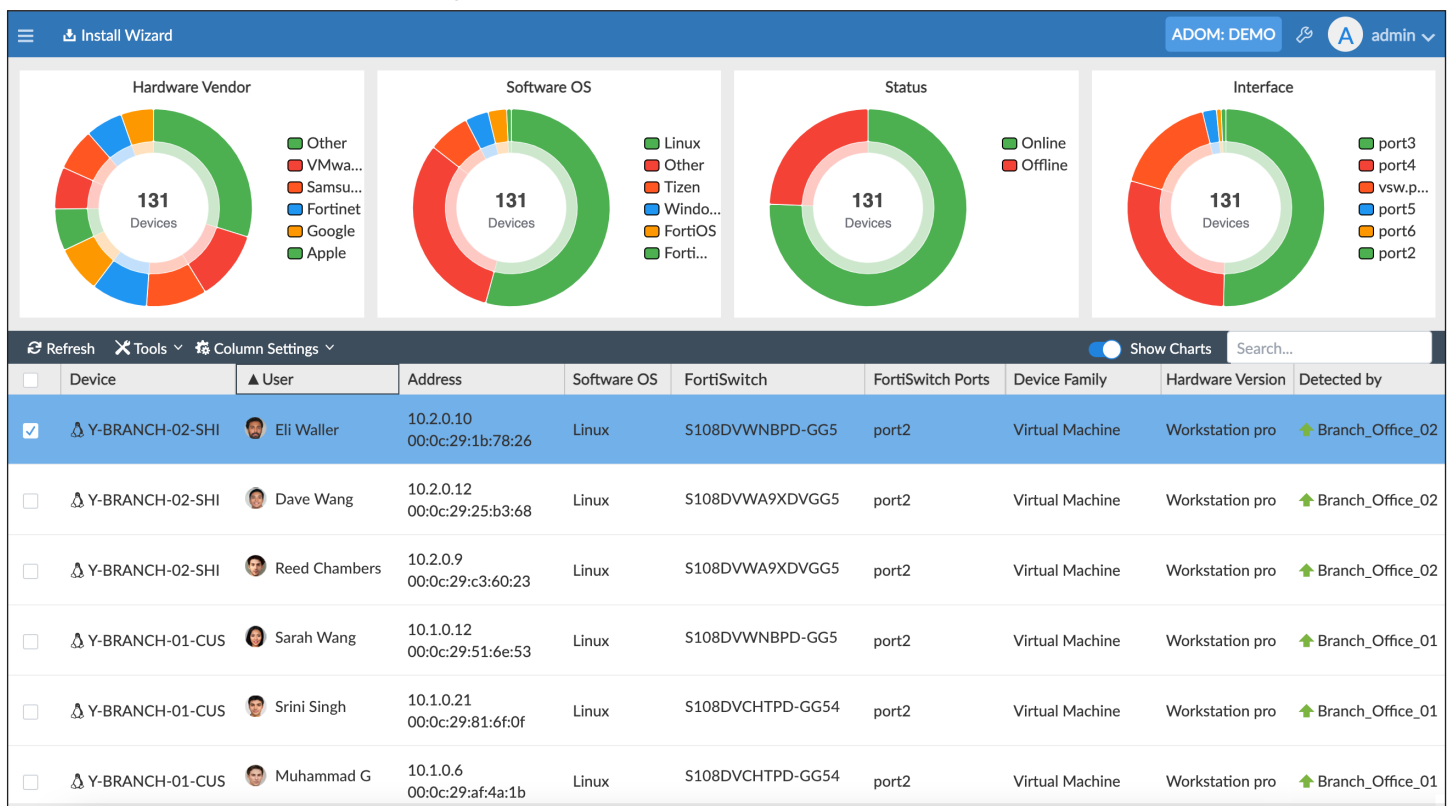 Install Wizard
ADOM: DEMO
A
admin
Hardware Vendor
131
Devices
Other
VMwa...
Samsu...
Fortinet
Google
Apple
Software OS
131
Devices
Linux
Other
Tizen
Windo...
FortiOS
Forti...
Status
131
Devices
Online
Offline
Interface
131
Devices
port3
port4
vsw.p...
port5
port6
port2
Refresh Tools Column Settings Show Charts Search...
Device User Address Software OS FortiSwitch FortiSwitch Ports Device Family Hardware Version Detected by
10.2.0.10
Y-BRANCH-02-SHI Eli Waller Linux S108DVWNBPD-GG5 port2 Virtual Machine Workstation pro Branch_Office_02
00:0c:29:1b:78:26
10.2.0.12
Y-BRANCH-02-SHI Dave Wang Linux S108DVWA9XDVGG5 port2 Virtual Machine Workstation pro Branch_Office_02
00:0c:29:25:b3:68
10.2.0.9
Y-BRANCH-02-SHI Reed Chambers Linux S108DVWA9XDVGG5 port2 Virtual Machine Workstation pro Branch_Office_02
00:0c:29:c3:60:23
10.1.0.12
Y-BRANCH-01-CUS Sarah Wang Linux S108DVWNBPD-GG5 port2 Virtual Machine Workstation pro Branch_Office_01
00:0c:29:51:6e:53
10.1.0.21
Y-BRANCH-01-CUS Srini Singh Linux S108DVCHTPD-GG54 port2 Virtual Machine Workstation pro Branch_Office_01
00:0c:29:81:6f:0f
10.1.0.6
Y-BRANCH-01-CUS Muhammad G Linux S108DVCHTPD-GG54 port2 Virtual Machine Workstation pro Branch_Office_01
00:0c:29:af:4a:1b